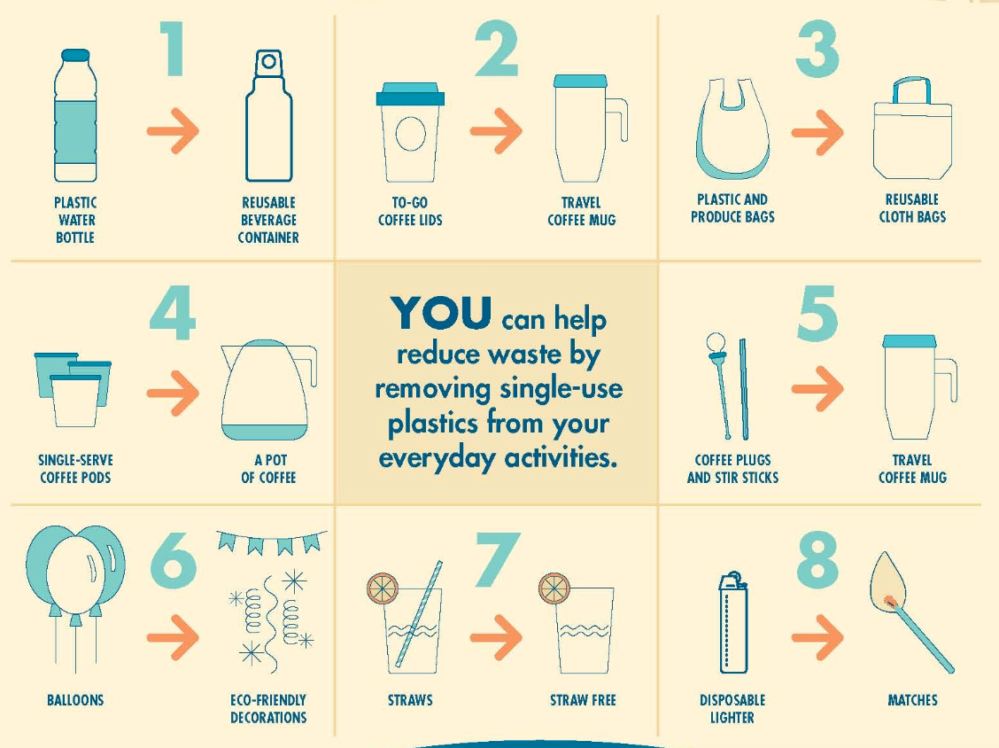 1
PLASTIC
WATER
BOTTLE
REUSABLE
BEVERAGE
CONTAINER
2
TO-GO
COFFEE LIDS
TRAVEL
COFFEE MUG
3
PLASTIC AND
PRODUCE BAGS
REUSABLE
CLOTH BAGS
4
SINGLE-SERVE
COFFEE PODS
A POT
OF COFFEE
YOU can help
reduce waste by
removing single-use
plastics from your
everyday activities.
5
COFFEE PLUGS
AND STIR STICKS
TRAVEL
COFFEE MUG
6
BALLOONS
ECO-FRIENDLY
DECORATIONS
7
STRAWS
STRAW FREE
8
DISPOSABLE
LIGHTER
MATCHES